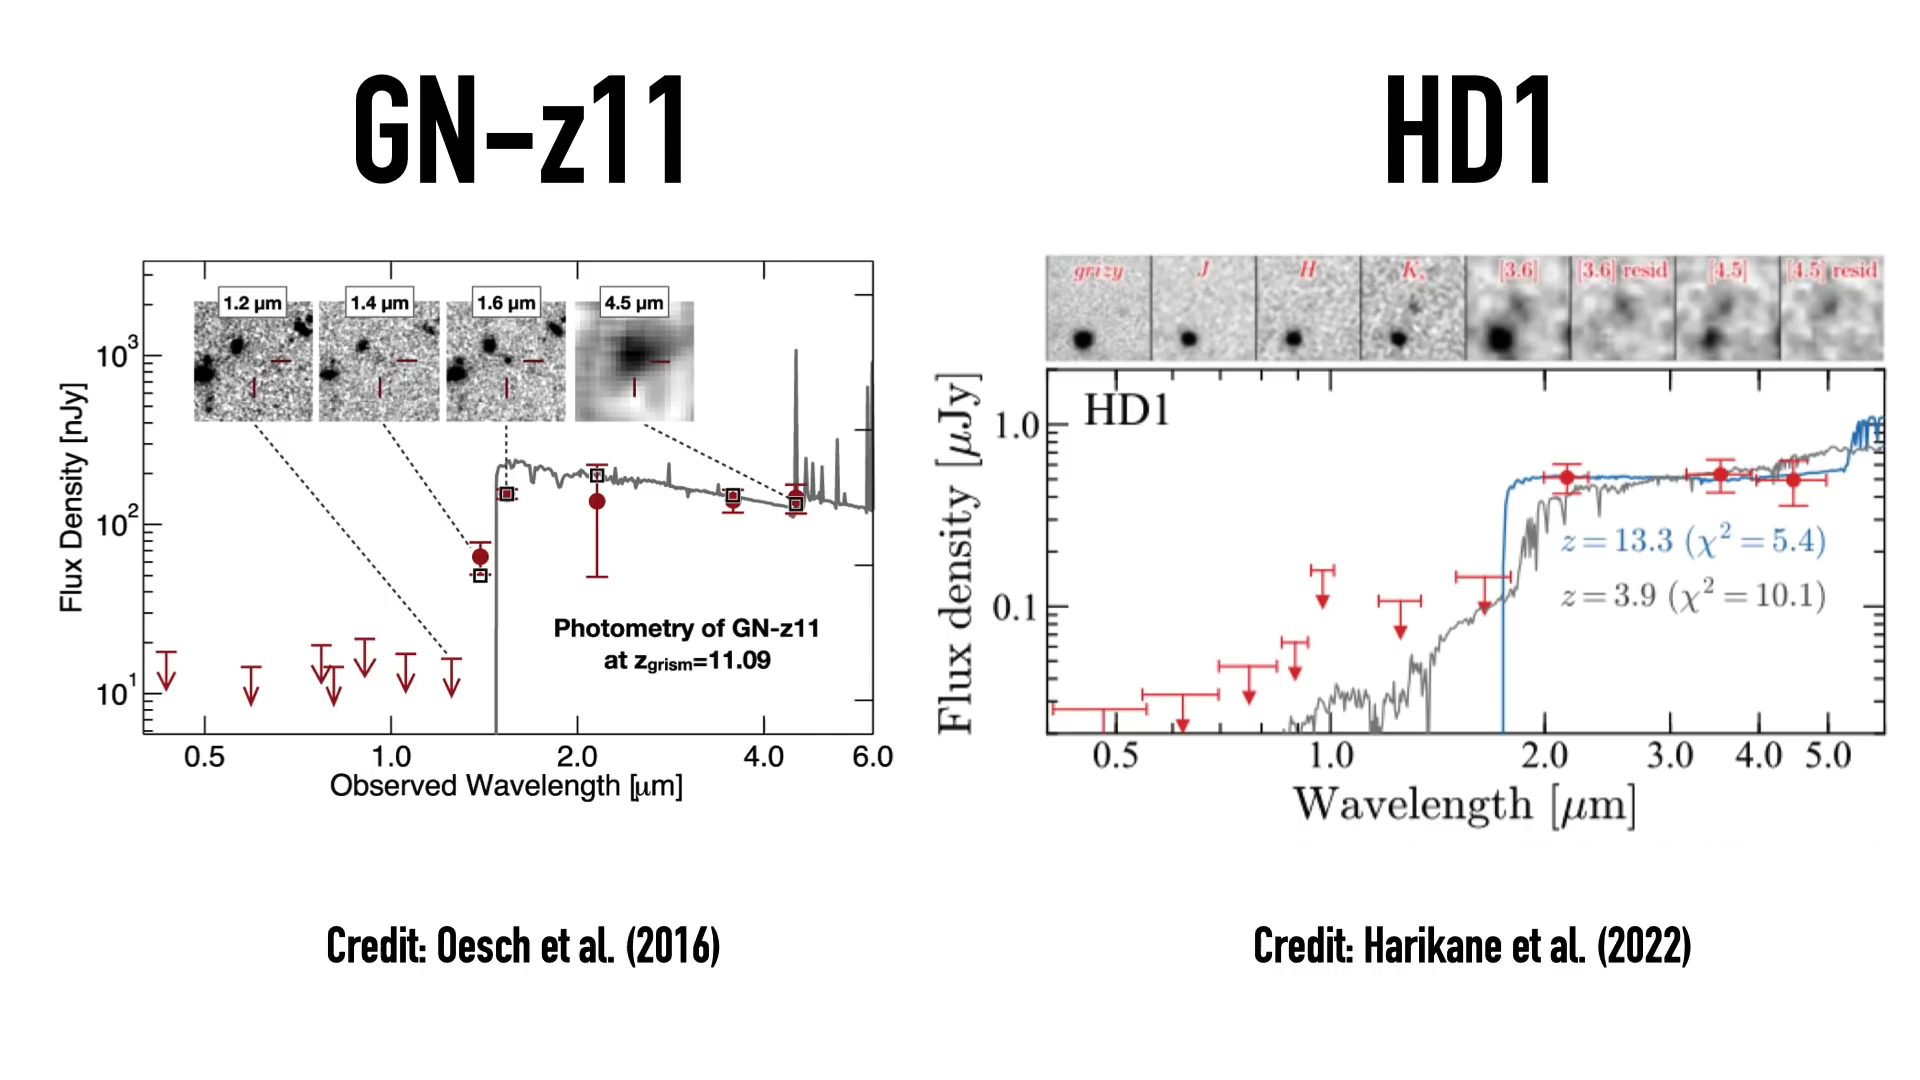 GN-z11
HD1
1.2 μm
1.4 μm
1.6 μm
4.5 μm
10³
10²
10¹
Flux Density [nJy]
Photometry of GN-z11
at zgrism=11.09
0.5
1.0
2.0
4.0
6.0
Observed Wavelength [μm]
grizy
J
H
Ks
[3.6]
[3.6] resid
[4.5]
[4.5] resid
HD1
1.0
0.1
Flux density [μJy]
z = 13.3 (χ² = 5.4)
z = 3.9 (χ² = 10.1)
0.5
1.0
2.0
3.0
4.0
5.0
Wavelength [μm]
Credit: Oesch et al. (2016)
Credit: Harikane et al. (2022)